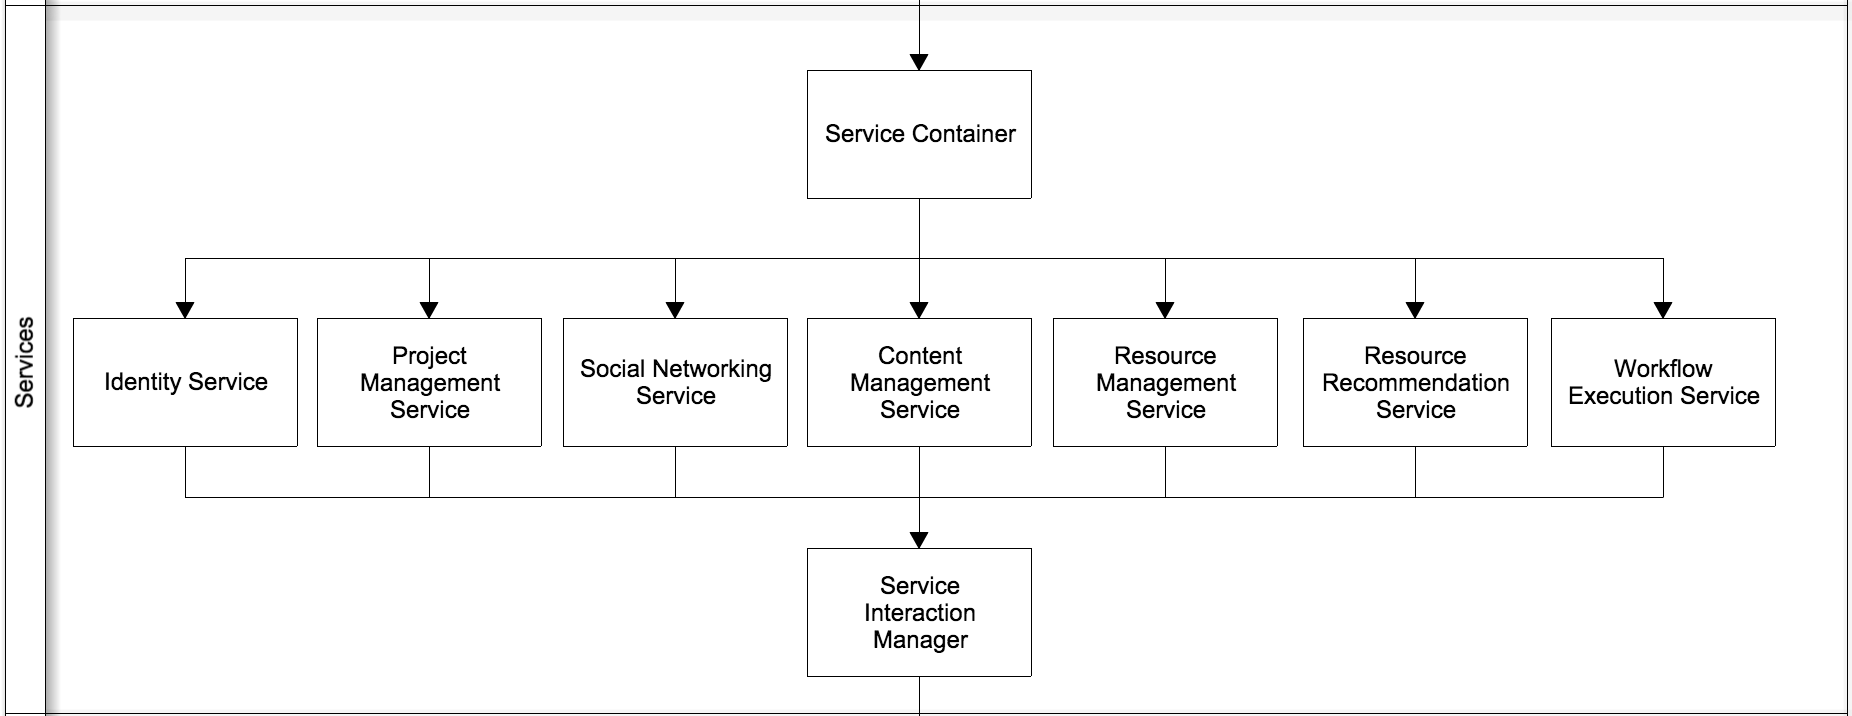 Services
Service Container
Identity Service
Project
Management
Service
Social Networking
Service
Content
Management
Service
Resource
Management
Service
Resource
Recommendation
Service
Workflow
Execution Service
Service
Interaction
Manager